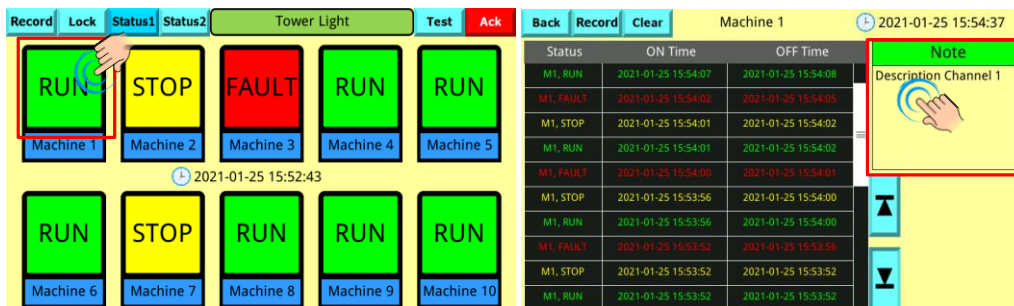 Record Lock Status1 Status2 Tower Light Test Ack
RUN STOP FAULT RUN RUN
Machine 1 Machine 2 Machine 3 Machine 4 Machine 5
2021-01-25 15:52:43
RUN STOP RUN RUN RUN
Machine 6 Machine 7 Machine 8 Machine 9 Machine 10
Back Record Clear Machine 1 2021-01-25 15:54:37
Status ON Time OFF Time
M1, RUN 2021-01-25 15:54:07 2021-01-25 15:54:08
M1, FAULT 2021-01-25 15:54:02 2021-01-25 15:54:05
M1, STOP 2021-01-25 15:54:01 2021-01-25 15:54:02
M1, RUN 2021-01-25 15:54:01 2021-01-25 15:54:02
M1, FAULT 2021-01-25 15:54:00 2021-01-25 15:54:01
M1, STOP 2021-01-25 15:53:56 2021-01-25 15:54:00
M1, RUN 2021-01-25 15:53:56 2021-01-25 15:54:00
M1, FAULT 2021-01-25 15:53:52 2021-01-25 15:53:56
M1, STOP 2021-01-25 15:53:52 2021-01-25 15:53:52
M1, RUN 2021-01-25 15:53:52 2021-01-25 15:53:52
Note
Description Channel 1